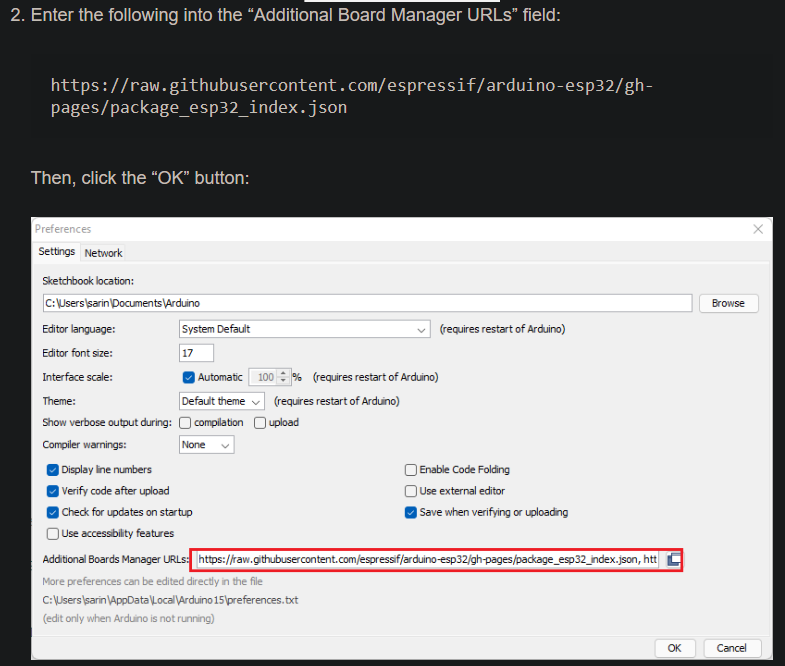 2. Enter the following into the “Additional Board Manager URLs” field:
https://raw.githubusercontent.com/espressif/arduino-esp32/gh-
pages/package_esp32_index.json
Then, click the “OK” button:
Preferences
Settings Network
Sketchbook location:
C:\Users\sarin\Documents\Arduino Browse
Editor language: System Default (requires restart of Arduino)
Editor font size: 17
Interface scale: Automatic 100 % (requires restart of Arduino)
Theme: Default theme (requires restart of Arduino)
Show verbose output during: compilation upload
Compiler warnings: None
Display line numbers Enable Code Folding
Verify code after upload Use external editor
Check for updates on startup Save when verifying or uploading
Use accessibility features
Additional Boards Manager URLs: https://raw.githubusercontent.com/espressif/arduino-esp32/gh-pages/package_esp32_index.json, htt
More preferences can be edited directly in the file
C:\Users\sarin\AppData\Local\Arduino15\preferences.txt
(edit only when Arduino is not running)
OK Cancel